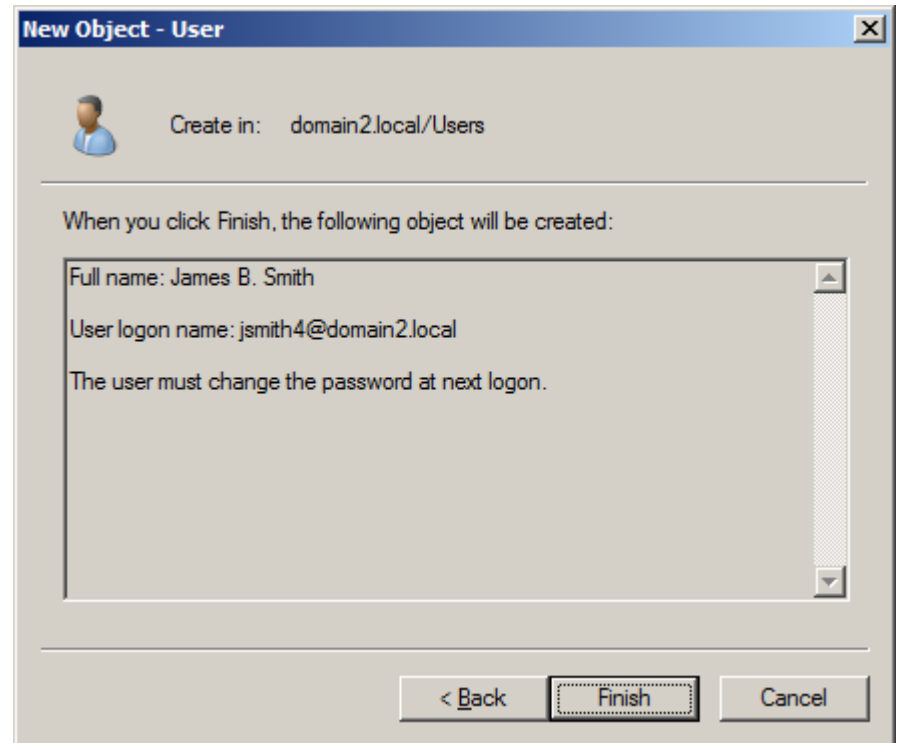 New Object - User
Create in: domain2.local/Users
When you click Finish, the following object will be created:
Full name: James B. Smith
User logon name: jsmith4@domain2.local
The user must change the password at next logon.
< Back Finish Cancel